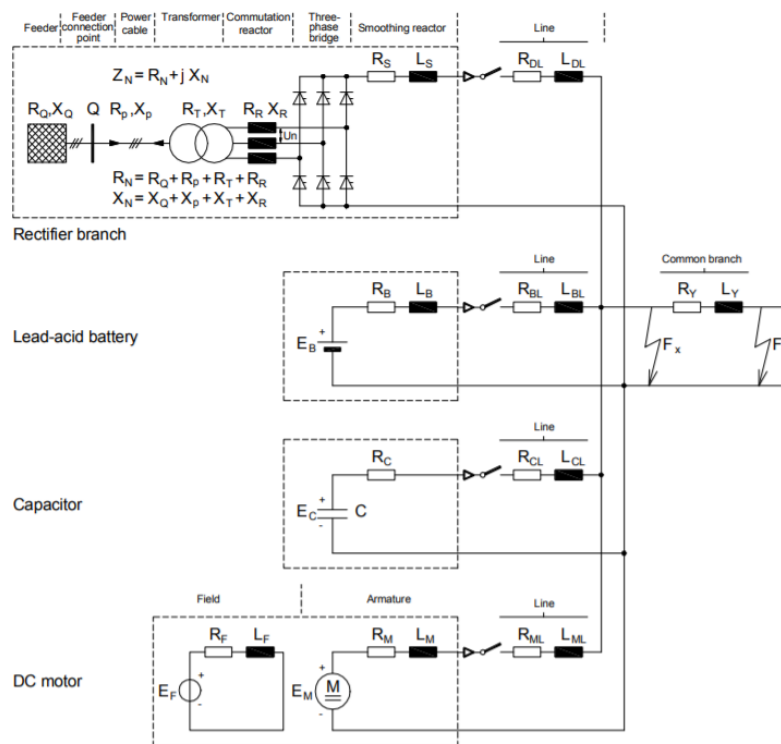 Feeder
Feeder connection point
Power cable
Transformer
Commutation reactor
Three-phase bridge
Smoothing reactor
Line
Z_N = R_N + j X_N
R_S L_S
R_DL L_DL
R_Q,X_Q Q R_p,X_p R_T,X_T R_R X_R
Un
R_N = R_Q + R_p + R_T + R_R
X_N = X_Q + X_p + X_T + X_R
Rectifier branch
Line
Common branch
R_B L_B
R_BL L_BL
R_Y L_Y
Lead-acid battery
E_B
+
F_x
F
Line
R_C
R_CL L_CL
Capacitor
+
E_C C
-
Field
Armature
Line
R_F L_F
R_M L_M
R_ML L_ML
DC motor
E_F
+
-
E_M
+
M
-